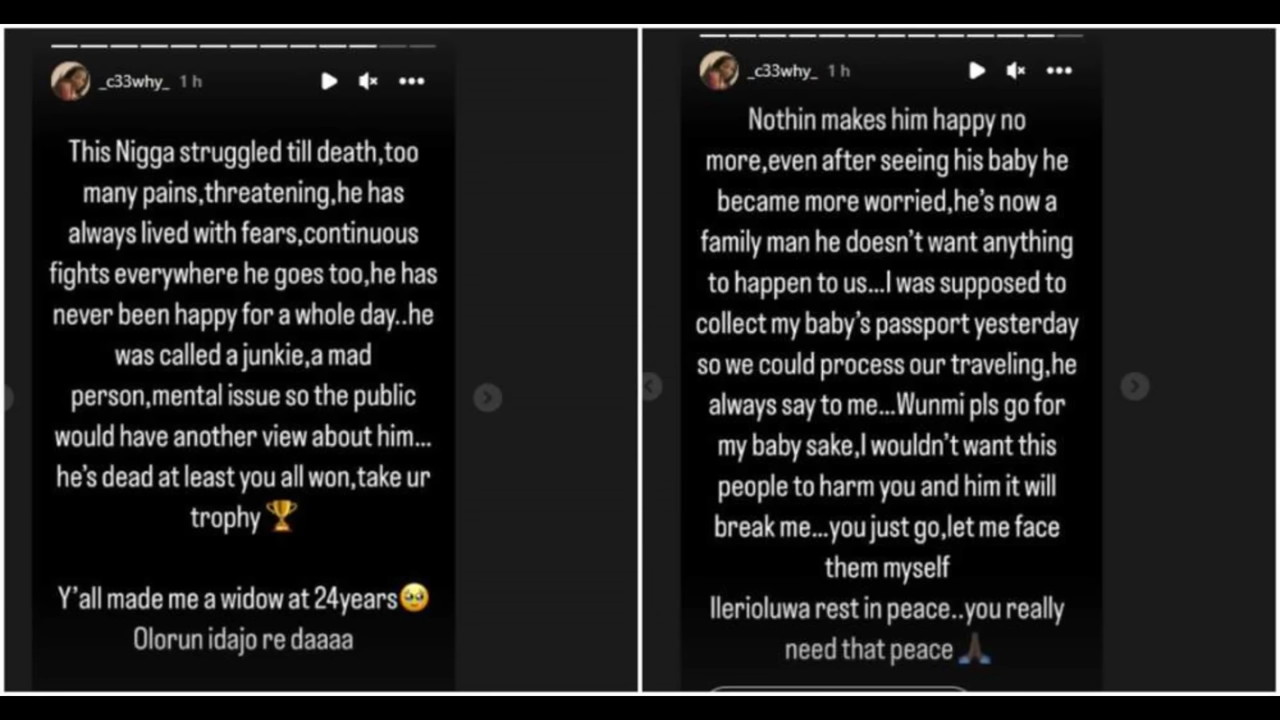 _c33why_ 1 h
This Nigga struggled till death,too
many pains,threatening,he has
always lived with fears,continuous
fights everywhere he goes too,he has
never been happy for a whole day..he
was called a junkie,a mad
person,mental issue so the public
would have another view about him...
he's dead at least you all won,take ur
trophy 🏆
Y'all made me a widow at 24years🥹
Olorun idajo re daaaa
_c33why_ 1 h
Nothin makes him happy no
more,even after seeing his baby he
became more worried,he's now a
family man he doesn't want anything
to happen to us...I was supposed to
collect my baby's passport yesterday
so we could process our traveling,he
always say to me...Wunmi pls go for
my baby sake,I wouldn't want this
people to harm you and him it will
break me...you just go,let me face
them myself
Ilerioluwa rest in peace..you really
need that peace 🙏🏿